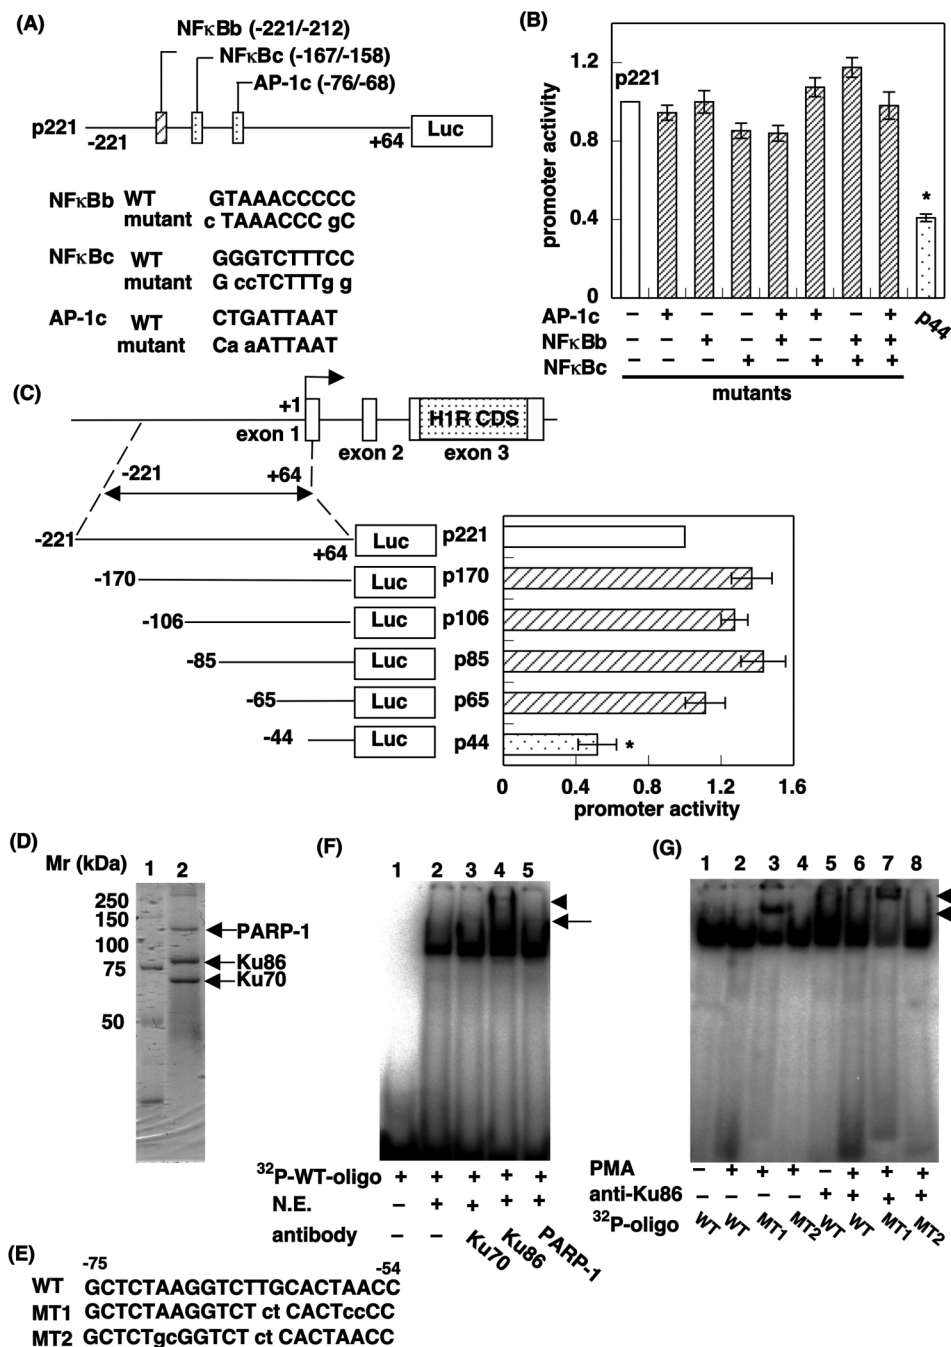 (A)
NFκBb (-221/-212)
NFκBc (-167/-158)
AP-1c (-76/-68)
p221
-221
+64
Luc
NFκBb WT GTAAACCCCC
mutant c TAAACCC gC
NFκBc WT GGGTCTTTCC
mutant G ccTCTTTg g
AP-1c WT CTGATTAAT
mutant Ca aATTAAT
(B)
promoter activity
1.2
0.8
0.4
0
p221
*
p44
AP-1c − + − − + + − +
NFκBb − − + − + − + +
NFκBc − − − + − + + +
mutants
(C)
+1
exon 1
exon 2
H1R CDS
exon 3
-221
+64
-221
+64
Luc p221
-170 Luc p170
-106 Luc p106
-85 Luc p85
-65 Luc p65
-44 Luc p44
*
0 0.4 0.8 1.2 1.6
promoter activity
(D)
Mr (kDa) 1 2
250
150
100
75
50
PARP-1
Ku86
Ku70
(F)
1 2 3 4 5
32P-WT-oligo + + + + +
N.E. − + + + +
antibody − − Ku70 Ku86 PARP-1
(G)
1 2 3 4 5 6 7 8
PMA − + + + − + + +
anti-Ku86 + + + +
32P-oligo WT WT MT1 MT2 WT WT MT1 MT2
(E)
-75 -54
WT GCTCTAAGGTCTTGCACTAACC
MT1 GCTCTAAGGTCT ct CACTccCC
MT2 GCTCTgcGGTCT ct CACTAACC